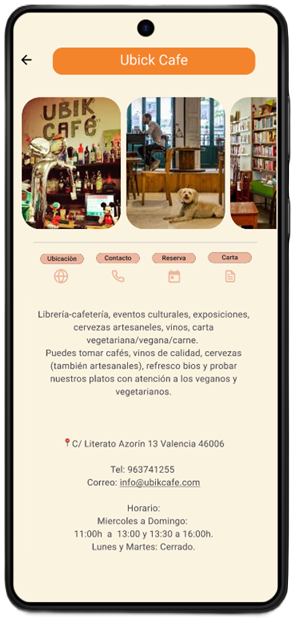 Ubick Cafe
UBIK
CAFÉ
Ubicaciòn
Contacto
Reserva
Carta
Librería-cafetería, eventos culturales, exposiciones,
cervezas artesaneles, vinos, carta
vegetariana/vegana/carne.
Puedes tomar cafés, vinos de calidad, cervezas
(también artesanales), refresco bios y probar
nuestros platos con atención a los veganos y
vegetarianos.
C/ Literato Azorín 13 Valencia 46006
Tel: 963741255
Correo: info@ubikcafe.com
Horario:
Miercoles a Domingo:
11:00h a 13:00 y 13:30 a 16:00h.
Lunes y Martes: Cerrado.